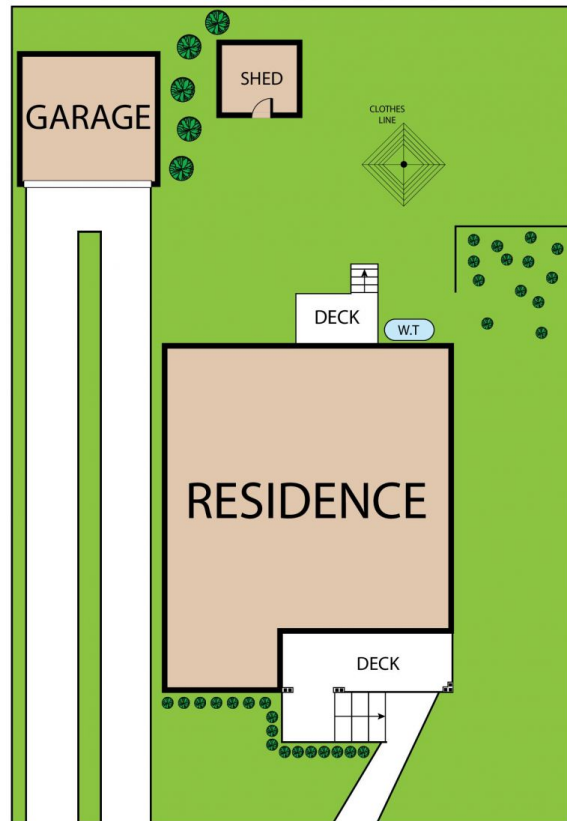 SHED
GARAGE
CLOTHES
LINE
DECK
W.T
RESIDENCE
DECK